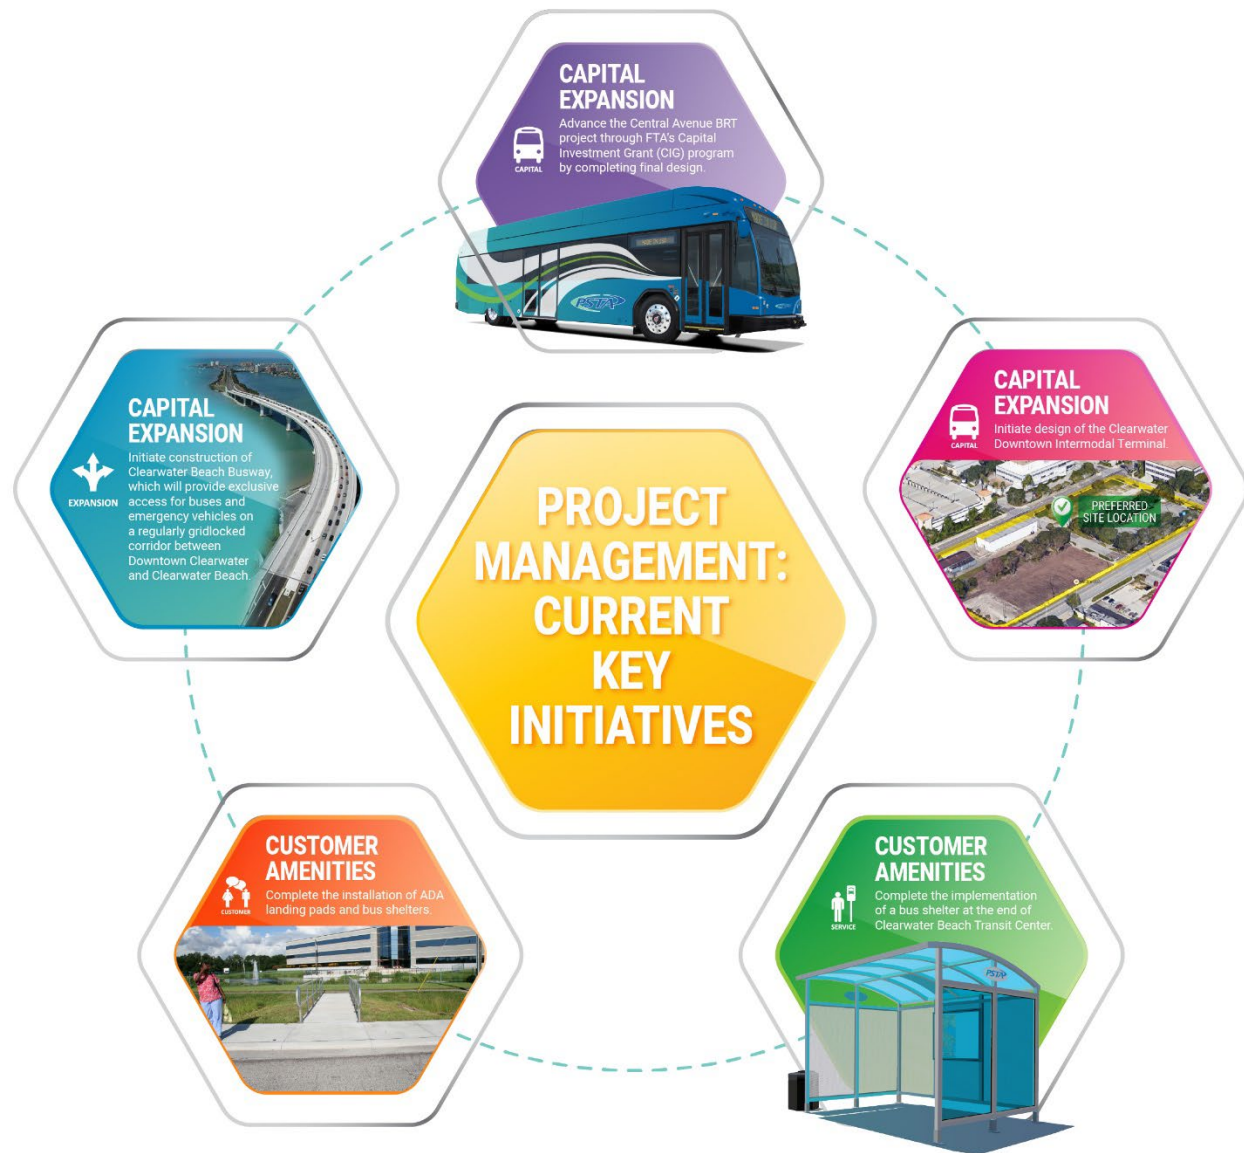 CAPITAL
EXPANSION
Advance the Central Avenue BRT
project through FTA's Capital
Investment Grant (CIG) program
by completing final design.
CAPITAL
PSTA
CAPITAL
EXPANSION
Initiate construction of
Clearwater Beach Busway,
which will provide exclusive
access for buses and
emergency vehicles on
a regularly gridlocked
corridor between
Downtown Clearwater
and Clearwater Beach.
EXPANSION
PROJECT
MANAGEMENT:
CURRENT
KEY
INITIATIVES
CAPITAL
EXPANSION
Initiate design of the Clearwater
Downtown Intermodal Terminal.
CAPITAL
PREFERRED
SITE LOCATION
CUSTOMER
AMENITIES
Complete the installation of ADA
landing pads and bus shelters.
CUSTOMER
CUSTOMER
AMENITIES
Complete the implementation
of a bus shelter at the end of
Clearwater Beach Transit Center.
SERVICE
PSTA